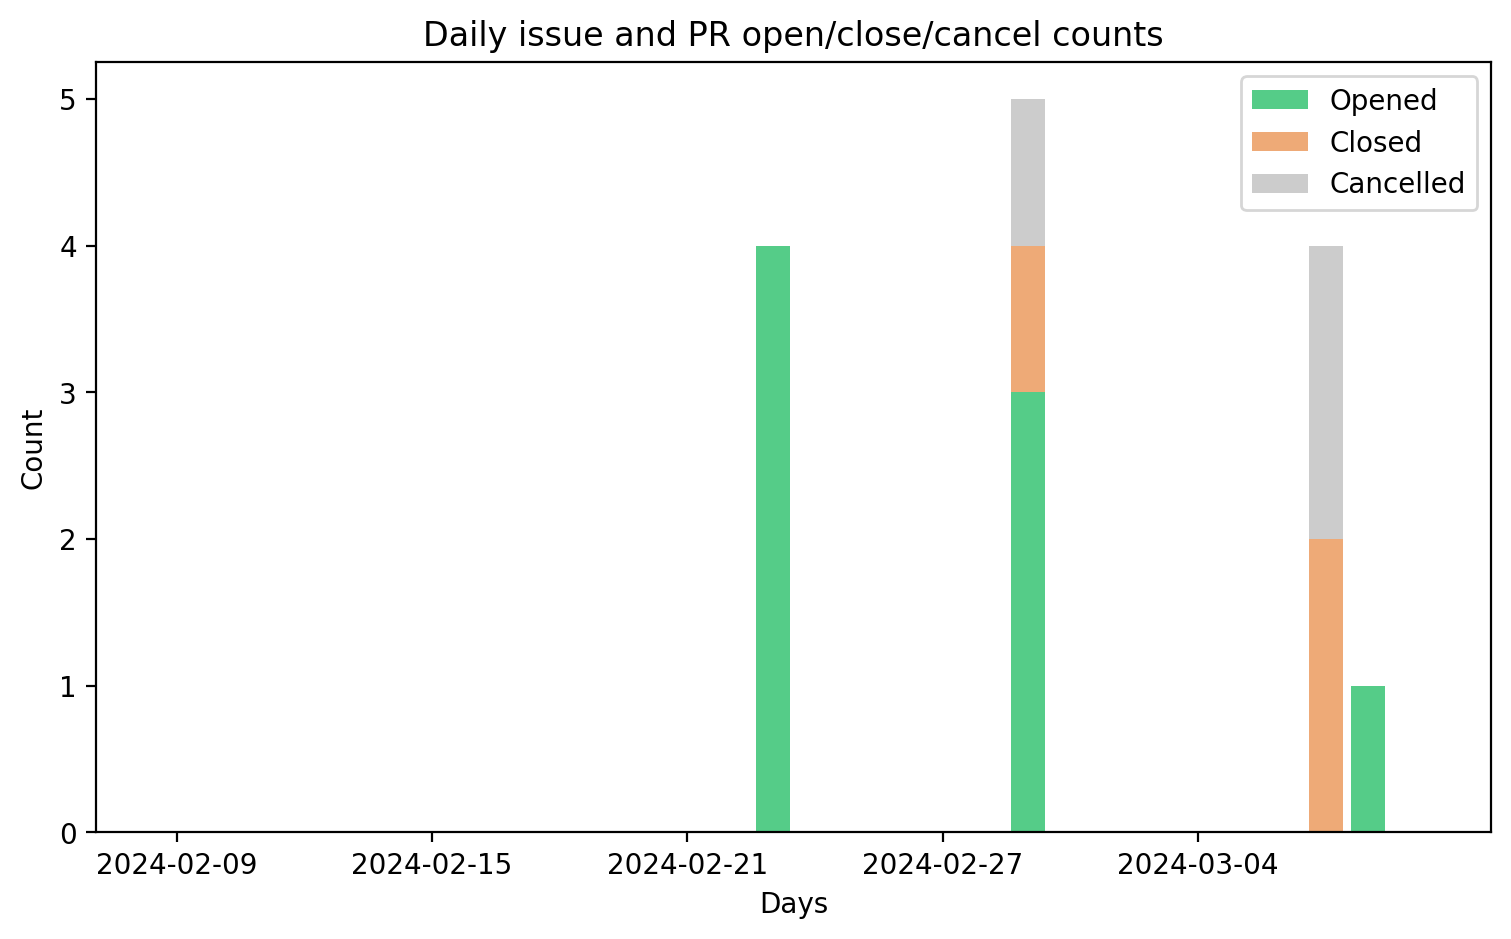 Daily issue and PR open/close/cancel counts
5
4
3
2
1
0
Count
Opened
Closed
Cancelled
2024-02-09
2024-02-15
2024-02-21
2024-02-27
2024-03-04
Days